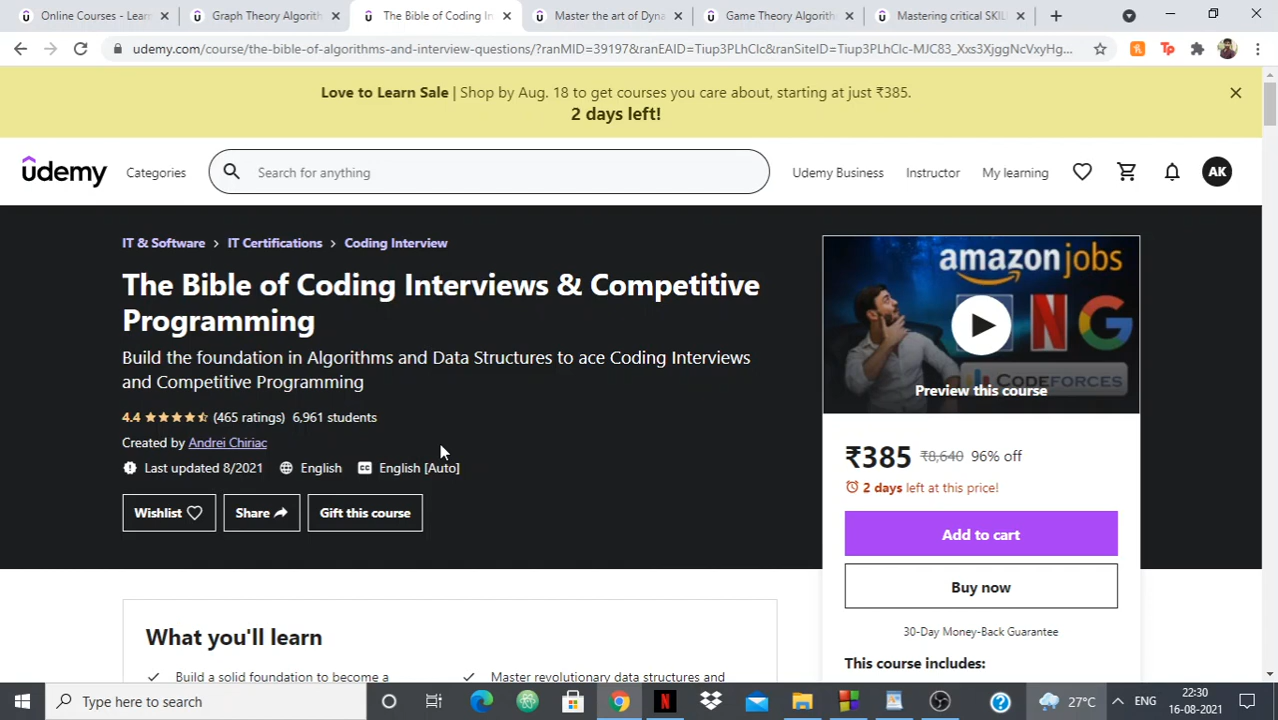 Online Courses - Learn
Graph Theory Algorith
The Bible of Coding In
Master the art of Dyna
Game Theory Algorith
Mastering critical SKIL
udemy.com/course/the-bible-of-algorithms-and-interview-questions/?ranMID=39197&ranEAID=Tiup3PLhClc&ranSiteID=Tiup3PLhClc-MJC83_Xxs3XjggNcVxyHg...
Love to Learn Sale | Shop by Aug. 18 to get courses you care about, starting at just ₹385.
2 days left!
udemy
Categories
Search for anything
Udemy Business
Instructor
My learning
AK
IT & Software > IT Certifications > Coding Interview
The Bible of Coding Interviews & Competitive
Programming
Build the foundation in Algorithms and Data Structures to ace Coding Interviews
and Competitive Programming
4.4 (465 ratings) 6,961 students
Created by Andrei Chiriac
Last updated 8/2021 English English [Auto]
Wishlist
Share
Gift this course
amazonjobs
N G
CODEFORCES
Preview this course
₹385 ₹8,640 96% off
2 days left at this price!
Add to cart
Buy now
30-Day Money-Back Guarantee
This course includes:
What you'll learn
Build a solid foundation to become a
Master revolutionary data structures and
Type here to search
27°C
ENG
22:30
16-08-2021